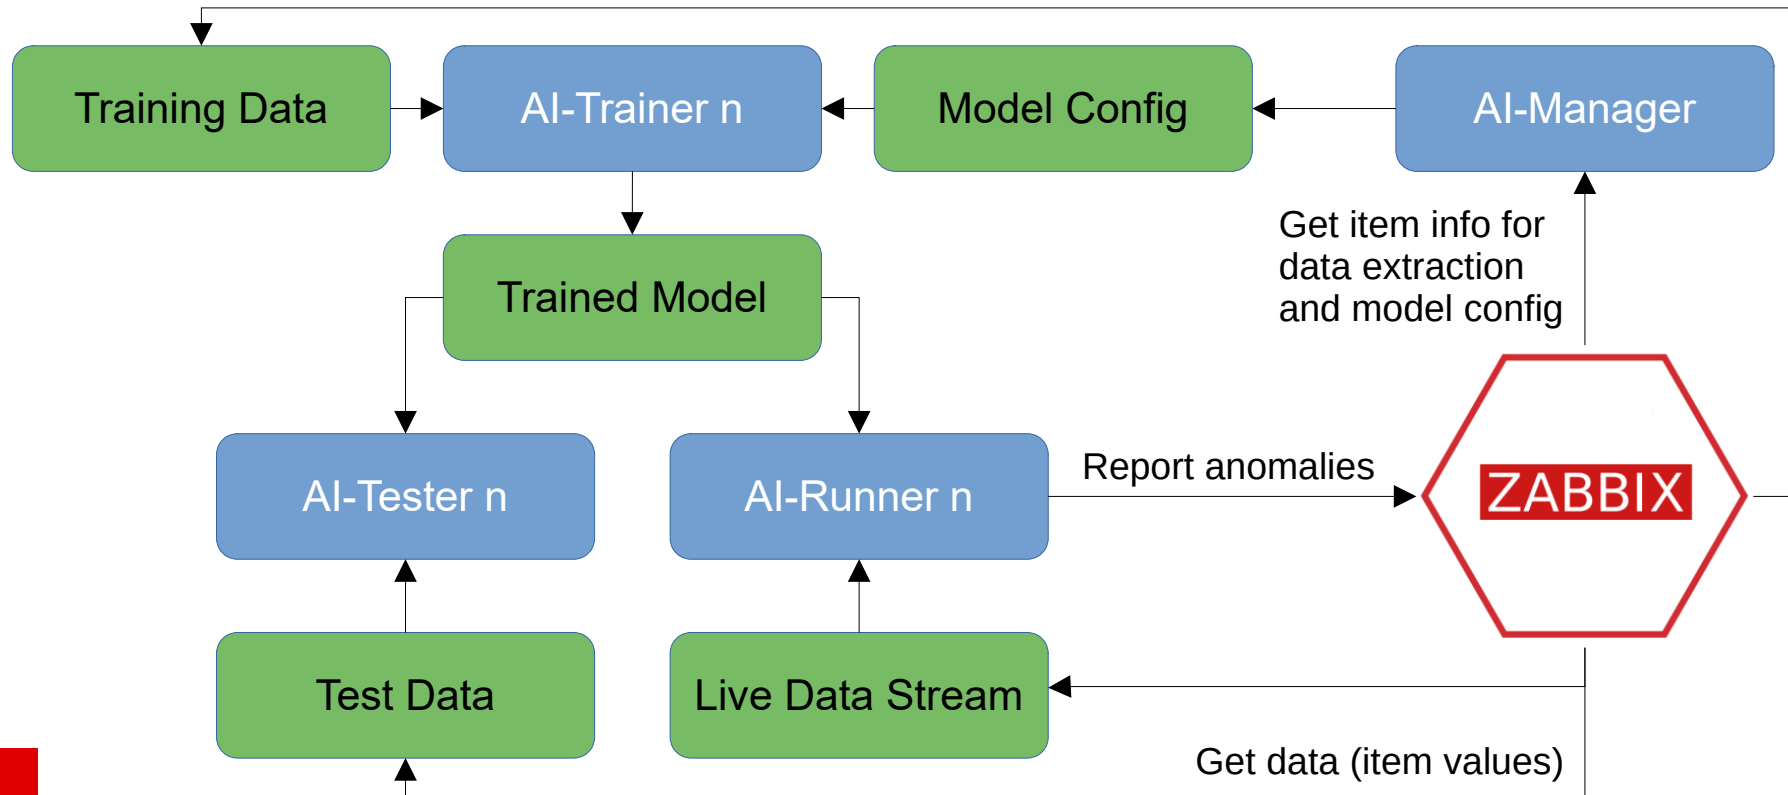 Training Data
AI-Trainer n
Model Config
AI-Manager
Get item info for
data extraction
and model config
Trained Model
AI-Tester n
AI-Runner n
Report anomalies
ZABBIX
Test Data
Live Data Stream
Get data (item values)